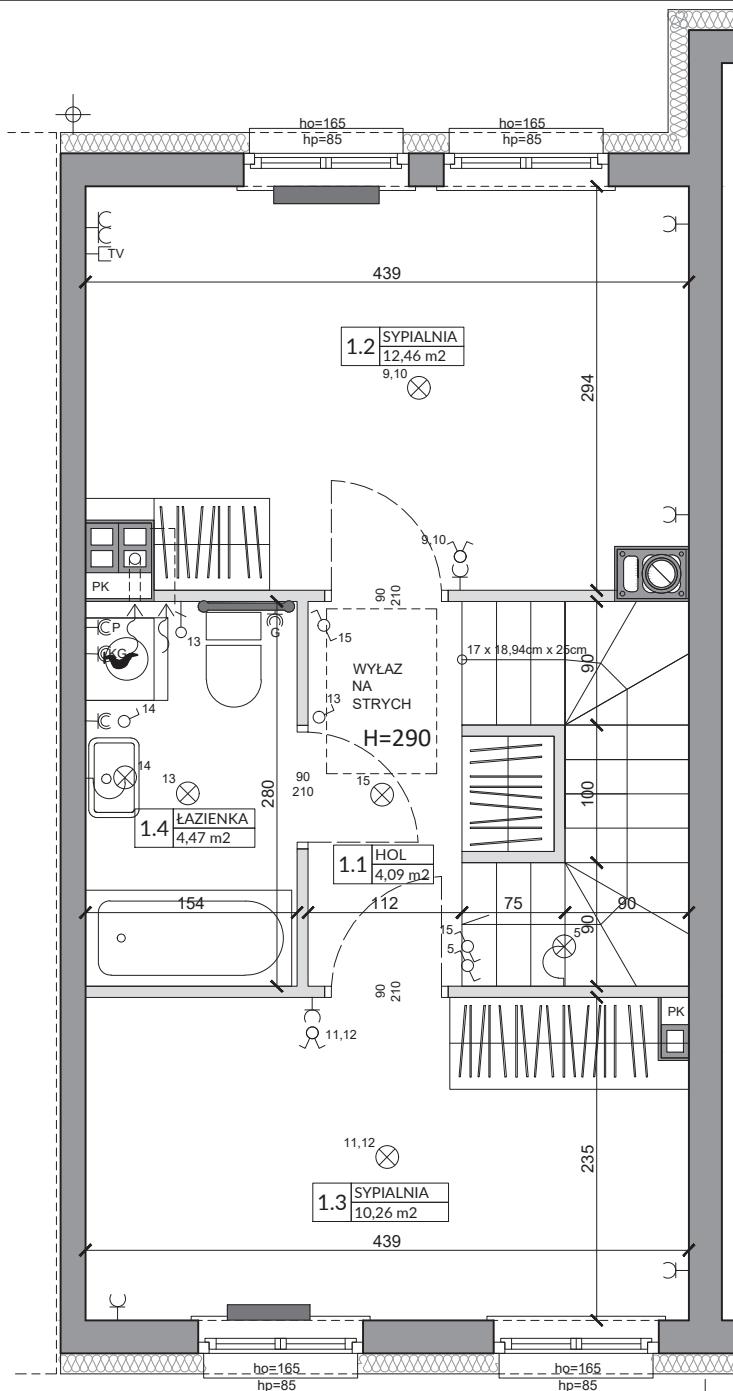 ho=165
hp=85
ho=165
hp=85
TV
439
1.2 SYPIALNIA
12,46 m2
9,10
294
9,10
PK
90
210
P
KG
13
G
15
17 x 18,94cm x 25cm
90
WYŁAZ
NA
STRYCH
13
14
H=290
14
13
90
210
280
15
100
1.4 ŁAZIENKA
4,47 m2
1.1 HOL
4,09 m2
154
112
75
90
90
15
5
5
90
210
PK
11,12
11,12
235
1.3 SYPIALNIA
10,26 m2
439
ho=165
hp=85
ho=165
hp=85